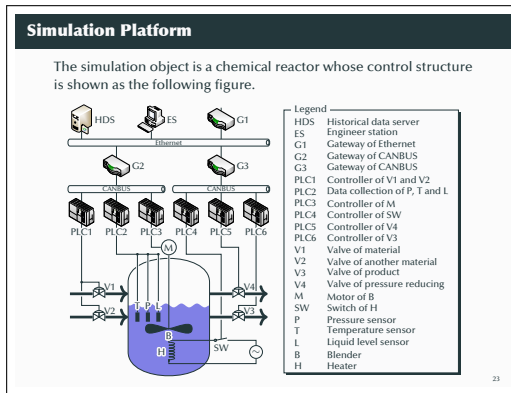 Simulation Platform
The simulation object is a chemical reactor whose control structure
is shown as the following figure.
HDS
ES
G1
Ethernet
G2
G3
CANBUS
CANBUS
PLC1 PLC2 PLC3 PLC4 PLC5 PLC6
M
V1
V4
T P L
V2
V3
B
SW
H
Legend
HDS Historical data server
ES Engineer station
G1 Gateway of Ethernet
G2 Gateway of CANBUS
G3 Gateway of CANBUS
PLC1 Controller of V1 and V2
PLC2 Data collection of P, T and L
PLC3 Controller of M
PLC4 Controller of SW
PLC5 Controller of V4
PLC6 Controller of V3
V1 Valve of material
V2 Valve of another material
V3 Valve of product
V4 Valve of pressure reducing
M Motor of B
SW Switch of H
P Pressure sensor
T Temperature sensor
L Liquid level sensor
B Blender
H Heater
23